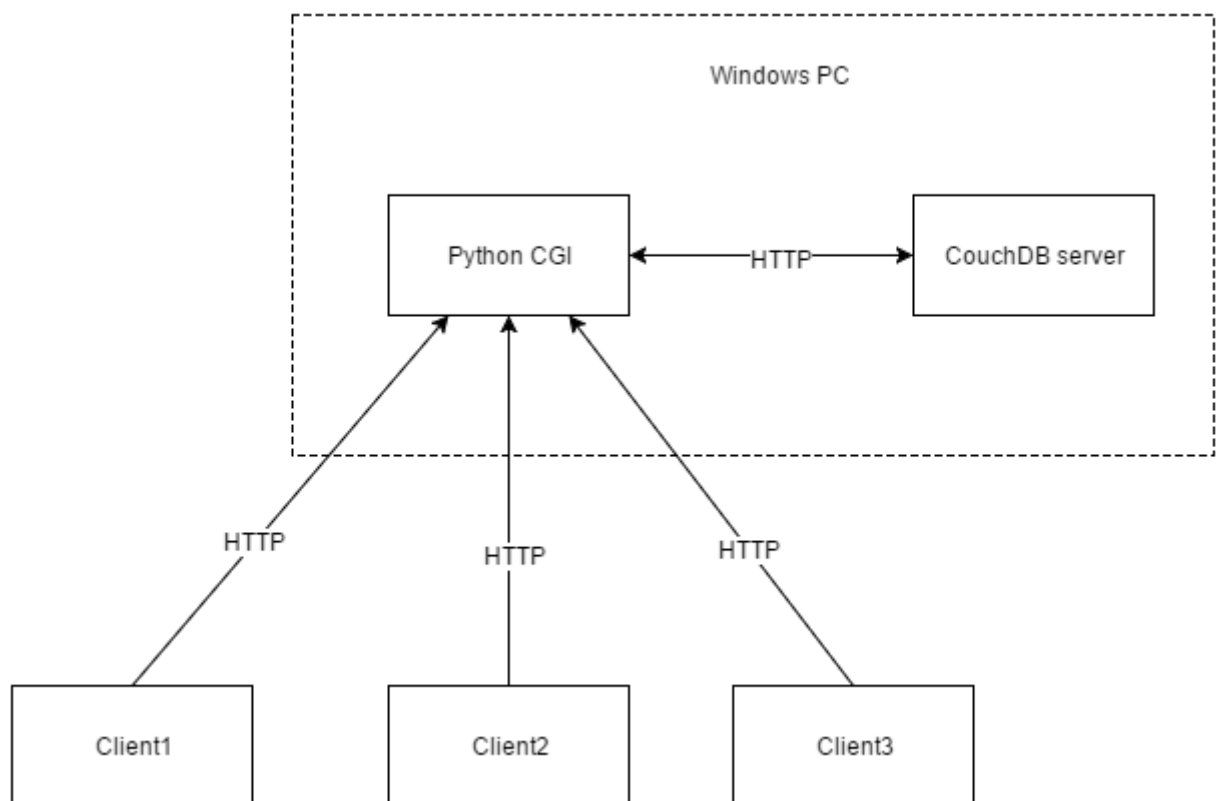 Windows PC
Python CGI
HTTP
CouchDB server
HTTP
HTTP
HTTP
Client1
Client2
Client3